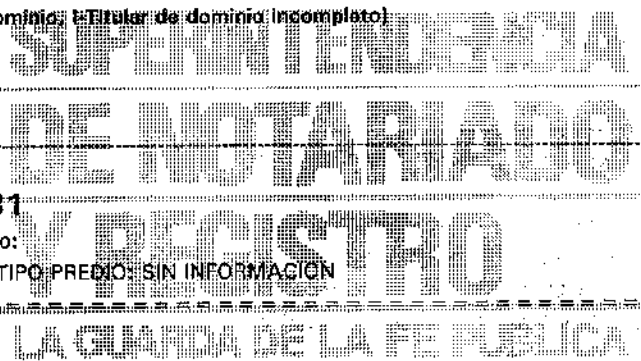 ominio, I-Titular de dominio incompleto)
SUPERINTENDENCIA
DE NOTARIADO
31
Y REGISTRO
o:
TIPO PREDIO: SIN INFORMACION
LA GUARDA DE LA FE PUBLICA